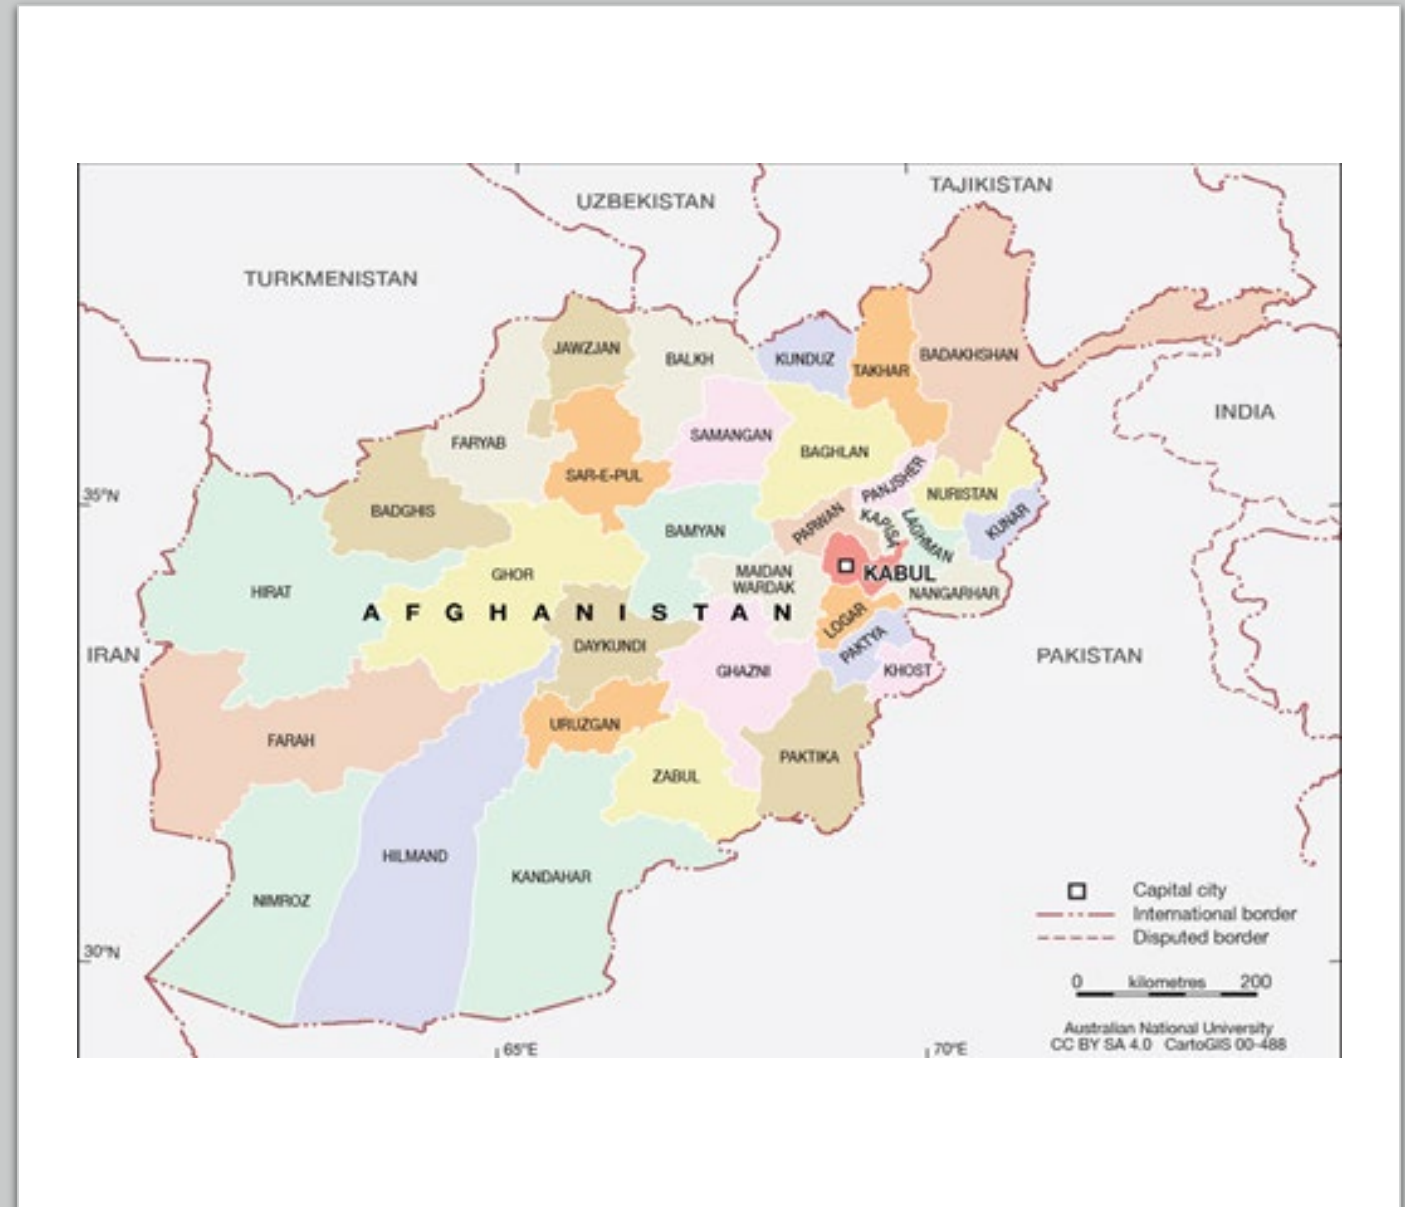 TAJIKISTAN
UZBEKISTAN
TURKMENISTAN
JAWZJAN
BALKH
KUNDUZ
TAKHAR
BADAKHSHAN
INDIA
FARYAB
SAMANGAN
BAGHLAN
SAR-E-PUL
PANJSHER
NURISTAN
35°N
BADGHIS
BAMYAN
PARWAN
KAPISA
LAGHMAN
KUNAR
GHOR
MAIDAN
WARDAK
KABUL
HIRAT
NANGARHAR
AFGHANISTAN
LOGAR
IRAN
DAYKUNDI
PAKTYA
PAKISTAN
GHAZNI
KHOST
URUZGAN
FARAH
PAKTIKA
ZABUL
HILMAND
KANDAHAR
NIMROZ
Capital city
International border
Disputed border
30°N
0 kilometres 200
Australian National University
CC BY SA 4.0 CartoGIS 00-488
65°E
70°E